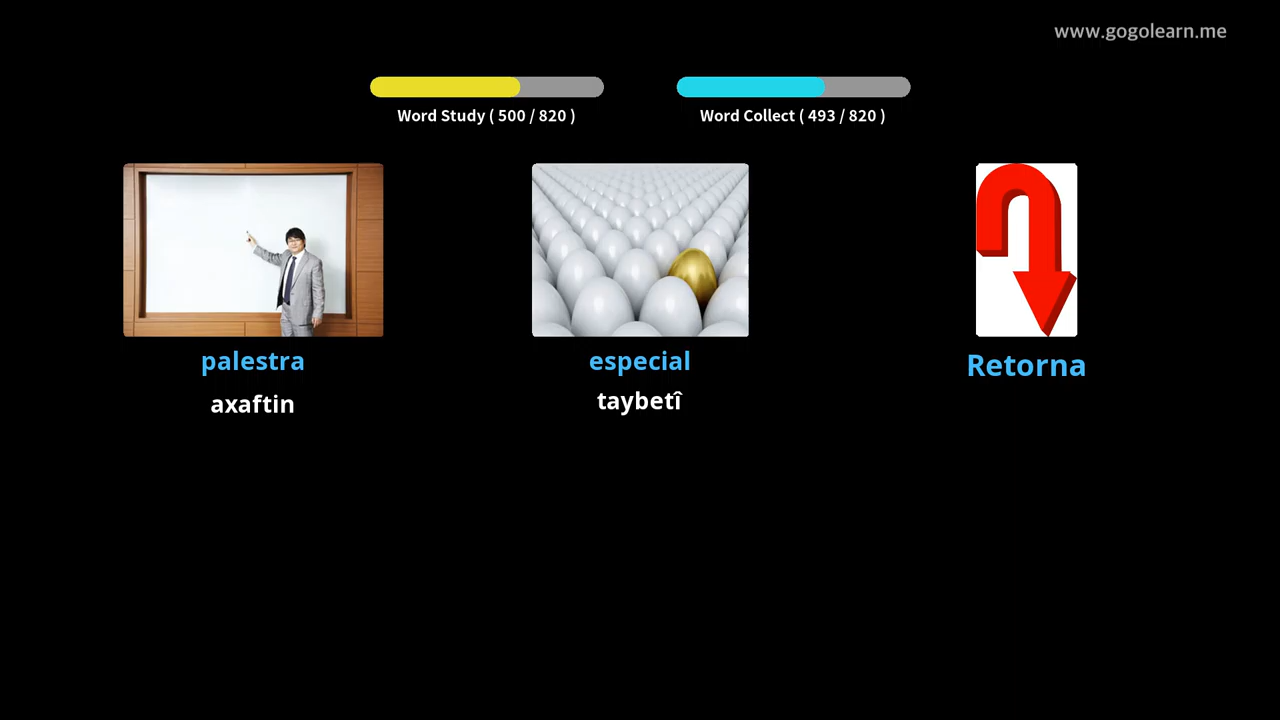 www.gogolearn.me
Word Study ( 500 / 820 )
Word Collect ( 493 / 820 )
palestra
axaftin
especial
taybetî
Retorna